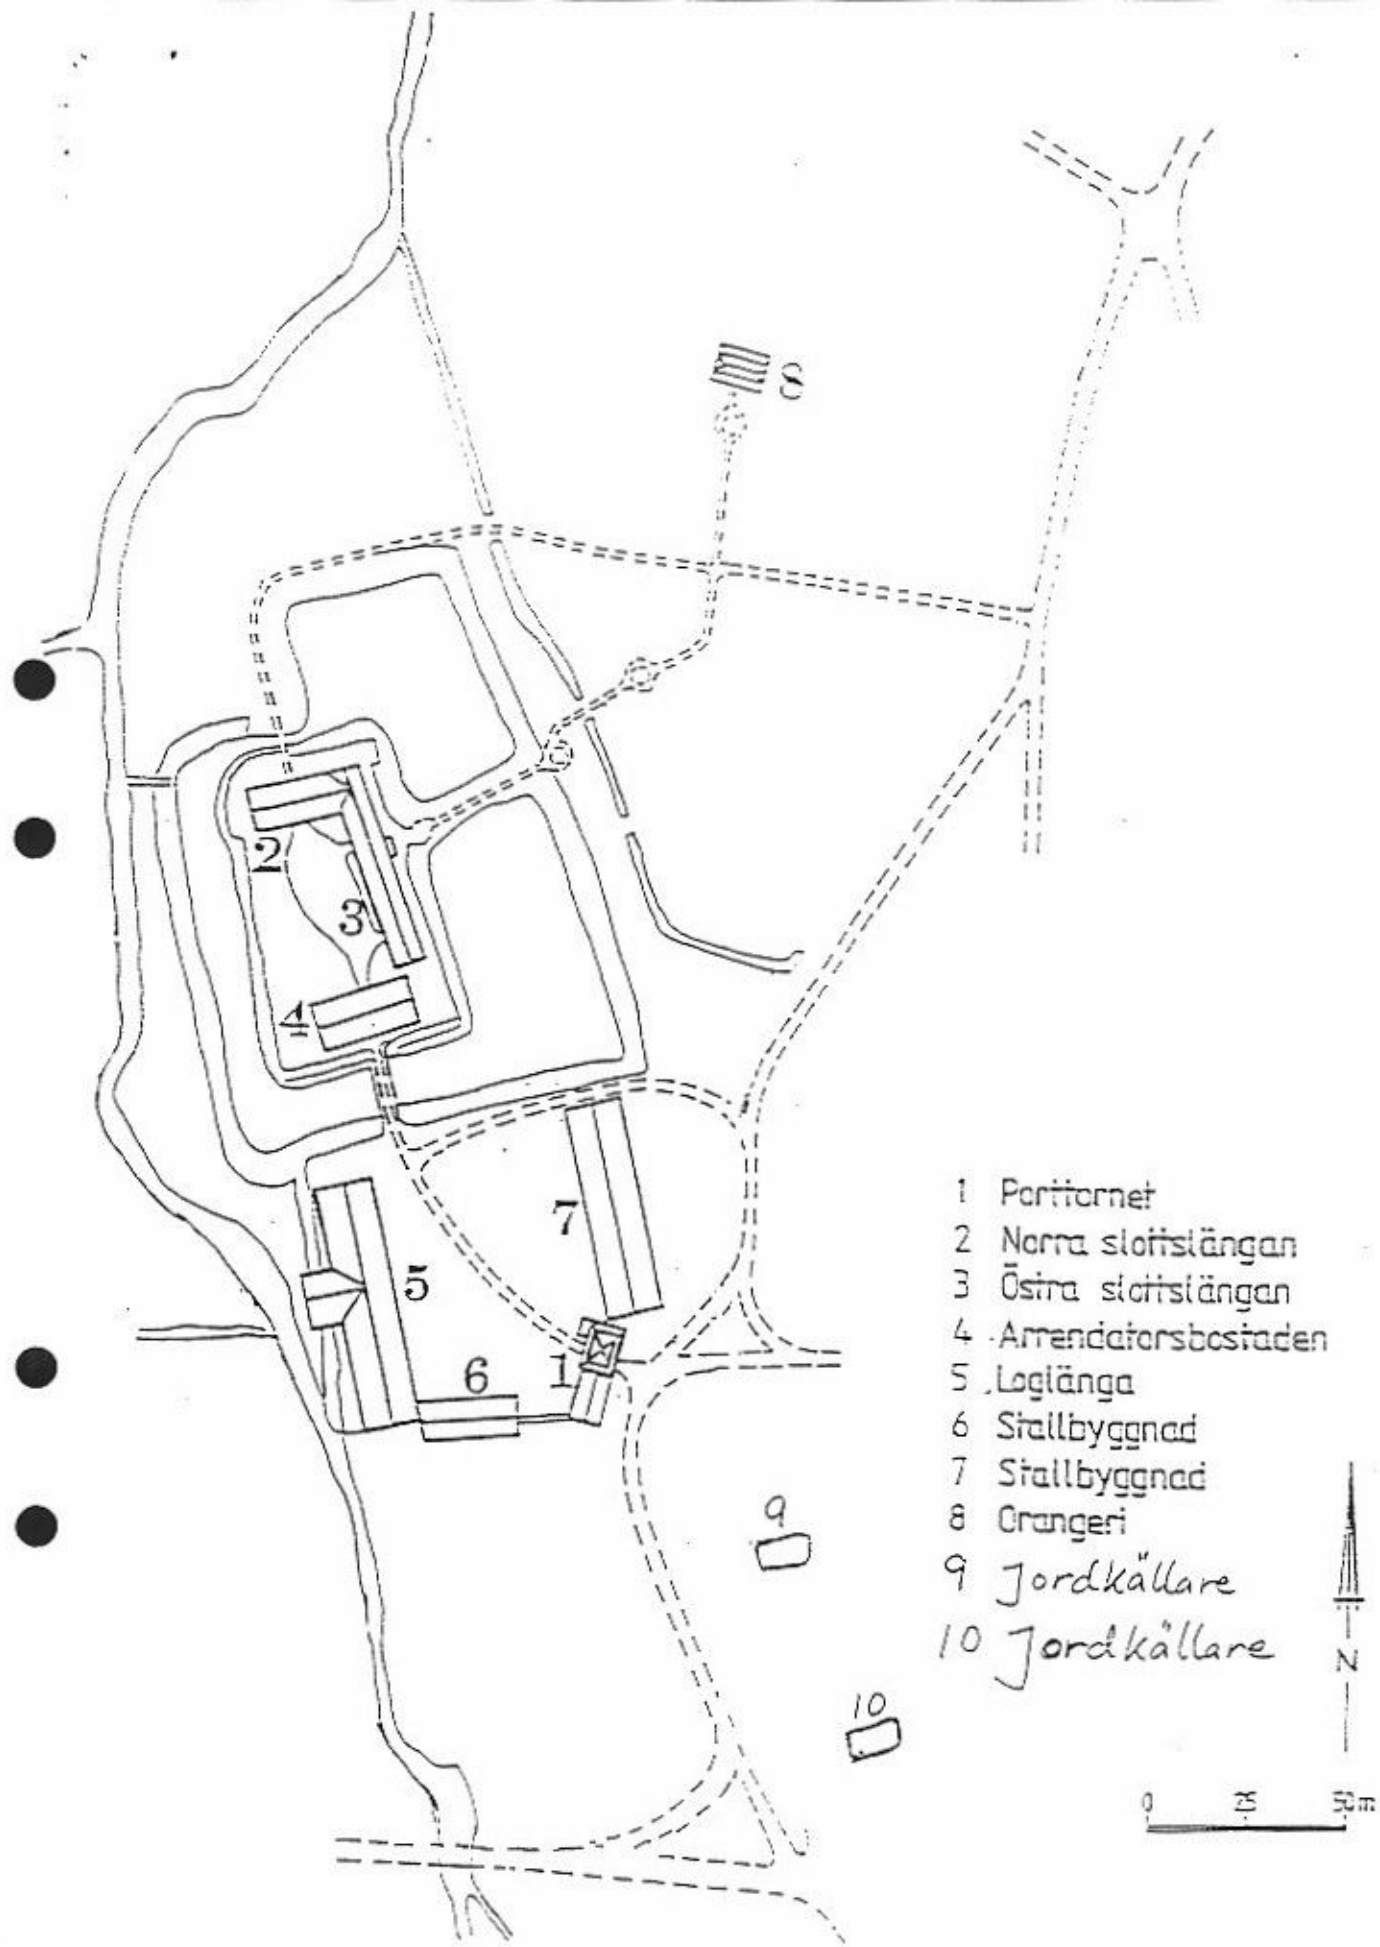 8
2
3
4
5
7
6
1
1 Porttornet
2 Norra slottslängan
3 Östra slottslängan
4 Arrendatorsbostaden
5 Loglänga
6 Stallbyggnad
7 Stallbyggnad
8 Orangeri
9 Jordkällare
10 Jordkällare
9
10
N
0 25 50 m